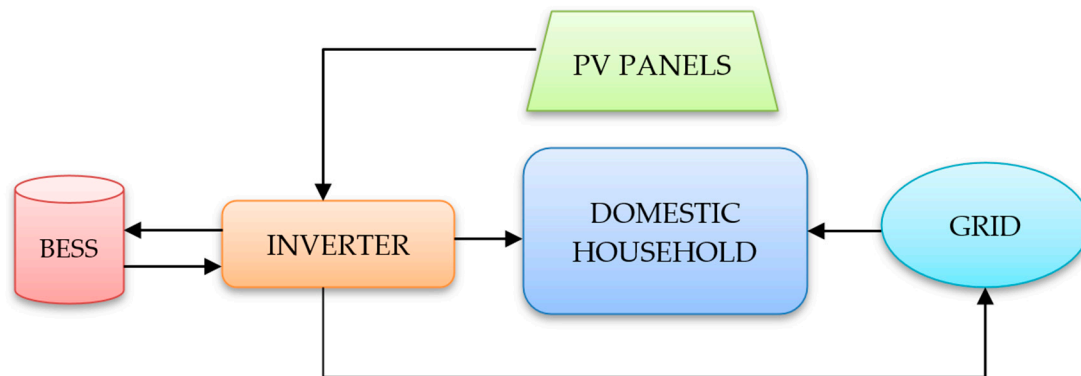 PV PANELS
BESS
INVERTER
DOMESTIC
HOUSEHOLD
GRID